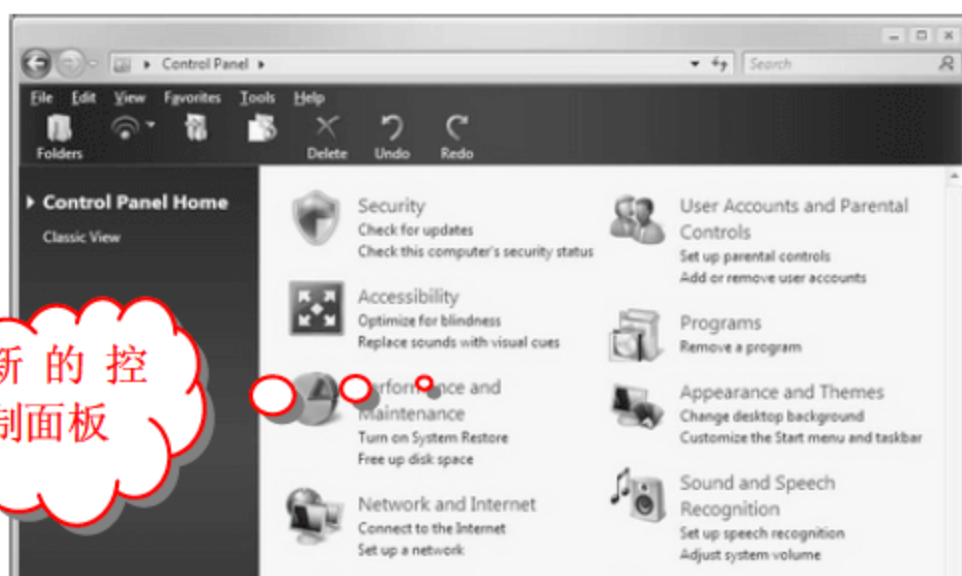 Control Panel
Search
File Edit View Favorites Tools Help
Folders
Delete Undo Redo
Control Panel Home
Classic View
新的控
制面板
Security
Check for updates
Check this computer's security status
Accessibility
Optimize for blindness
Replace sounds with visual cues
and
Maintenance
Turn on System Restore
Free up disk space
Network and Internet
Connect to the Internet
Set up a network
User Accounts and Parental
Controls
Set up parental controls
Add or remove user accounts
Programs
Remove a program
Appearance and Themes
Change desktop background
Customize the Start menu and taskbar
Sound and Speech
Recognition
Set up speech recognition
Adjust system volume